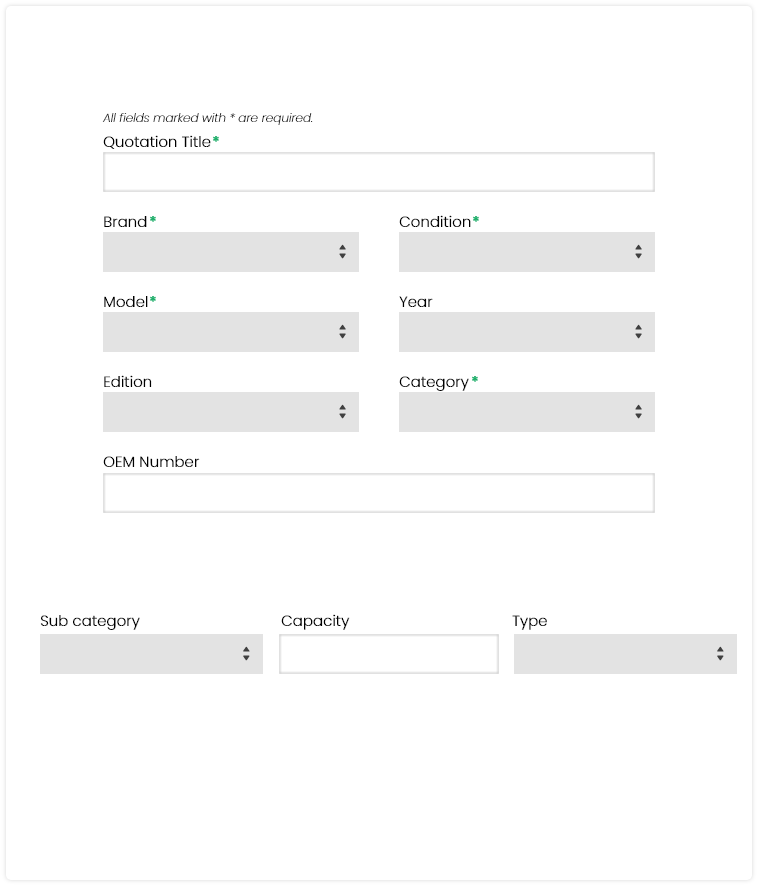 All fields marked with * are required.
Quotation Title*
Brand* Condition*
Model* Year
Edition Category*
OEM Number
Sub category Capacity Type